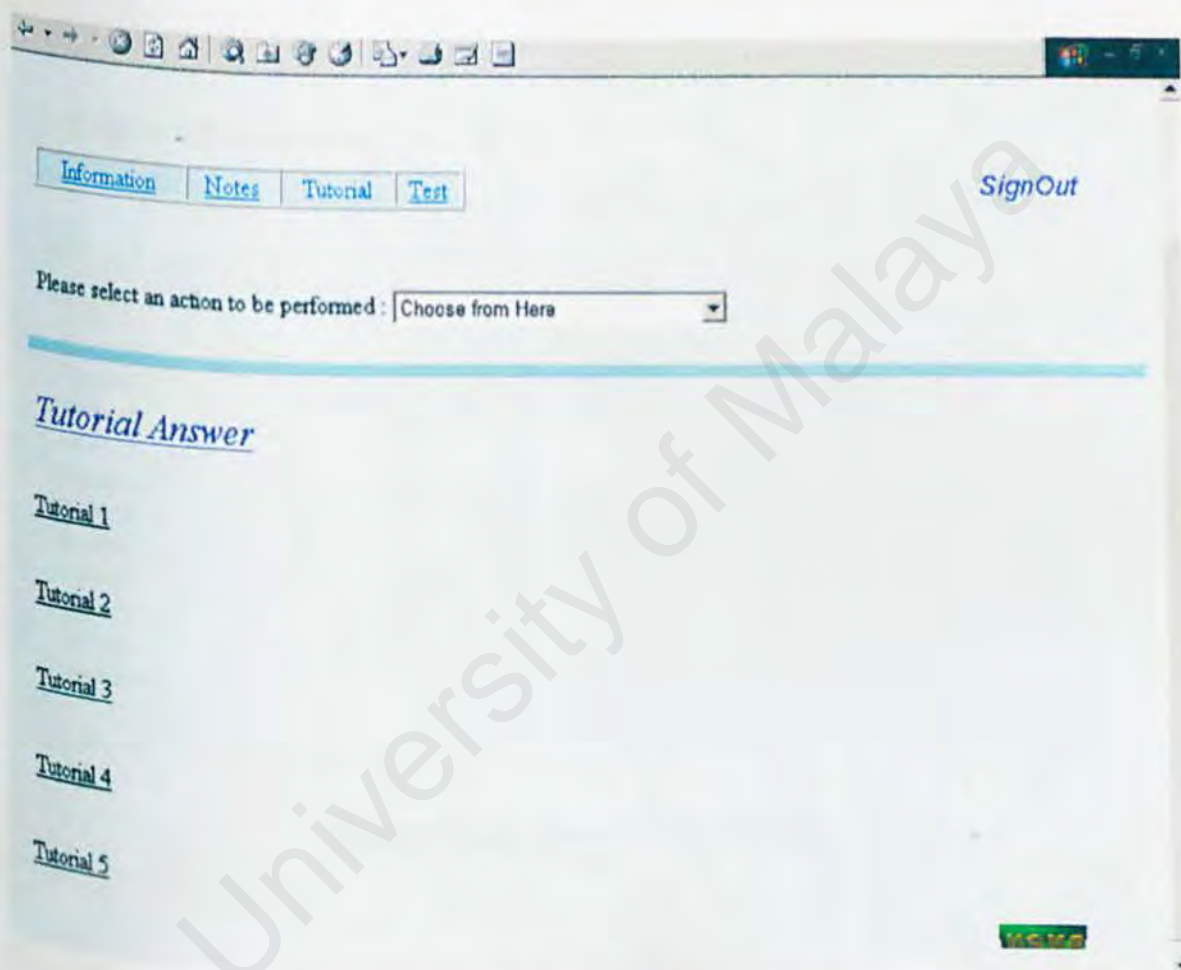 Information Notes Tutorial Test
SignOut
Please select an action to be performed : Choose from Here
Tutorial Answer
Tutorial 1
Tutorial 2
Tutorial 3
Tutorial 4
Tutorial 5
HOME
University of Malaya